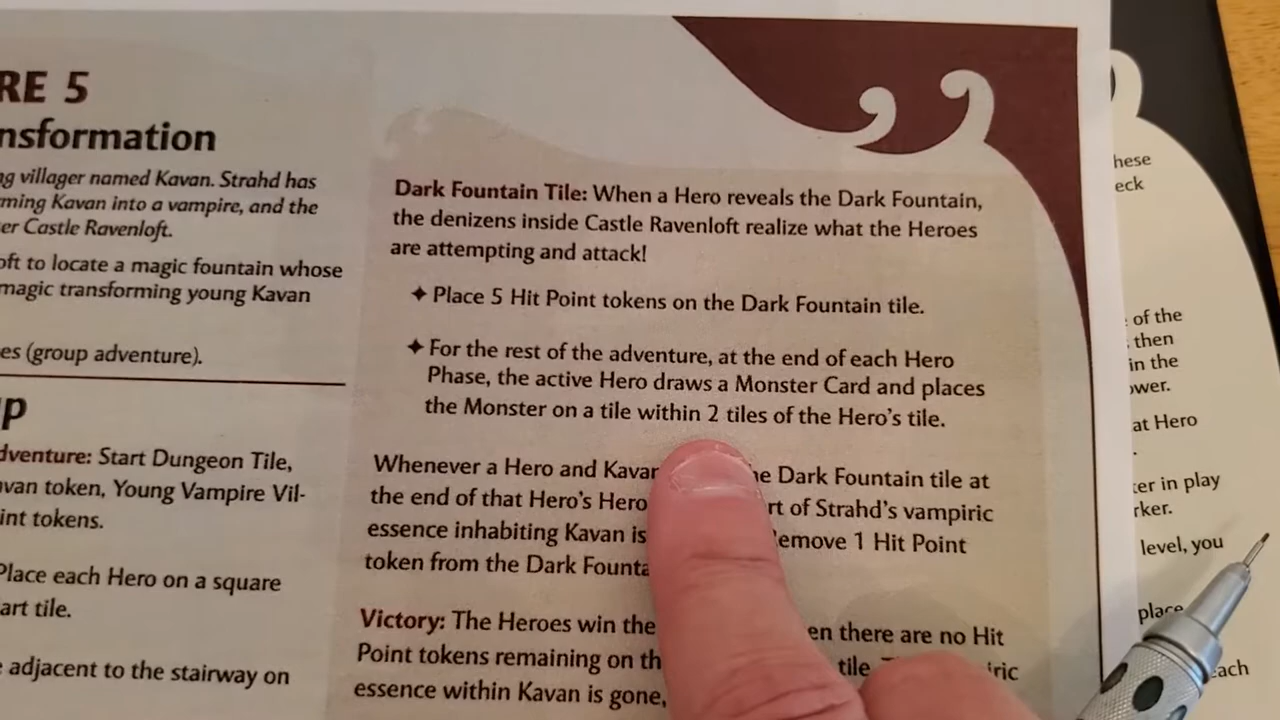 RE 5
nsformation
ng villager named Kavan. Strahd has
ming Kavan into a vampire, and the
er Castle Ravenloft.
oft to locate a magic fountain whose
magic transforming young Kavan
es (group adventure).
p
dventure: Start Dungeon Tile,
avan token, Young Vampire Vil-
int tokens.
Place each Hero on a square
art tile.
adjacent to the stairway on
Dark Fountain Tile: When a Hero reveals the Dark Fountain,
the denizens inside Castle Ravenloft realize what the Heroes
are attempting and attack!
✦ Place 5 Hit Point tokens on the Dark Fountain tile.
✦ For the rest of the adventure, at the end of each Hero
Phase, the active Hero draws a Monster Card and places
the Monster on a tile within 2 tiles of the Hero's tile.
Whenever a Hero and Kavan he Dark Fountain tile at
the end of that Hero's Hero rt of Strahd's vampiric
essence inhabiting Kavan is emove 1 Hit Point
token from the Dark Founta
Victory: The Heroes win the en there are no Hit
Point tokens remaining on th tile ric
essence within Kavan is gone,
hese
eck
of the
then
in the
ower.
at Hero
ter in play
rker.
level, you
place
each